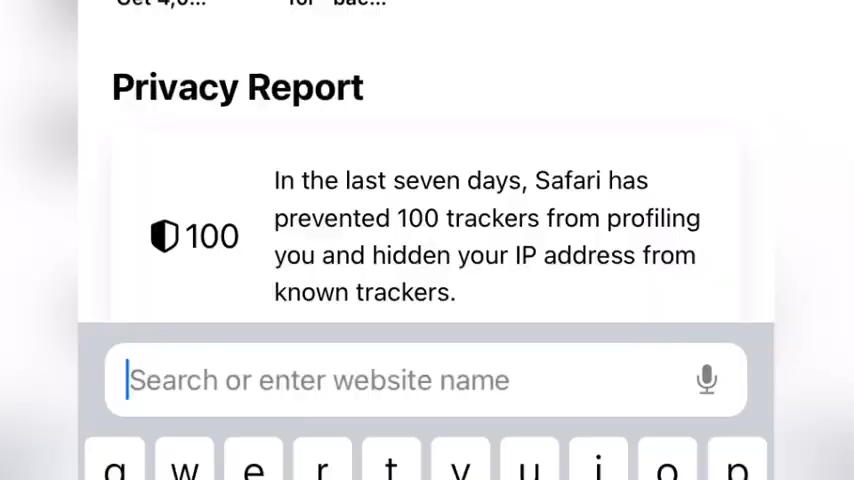 Privacy Report
100
In the last seven days, Safari has
prevented 100 trackers from profiling
you and hidden your IP address from
known trackers.
Search or enter website name
q w e r t y u i o p